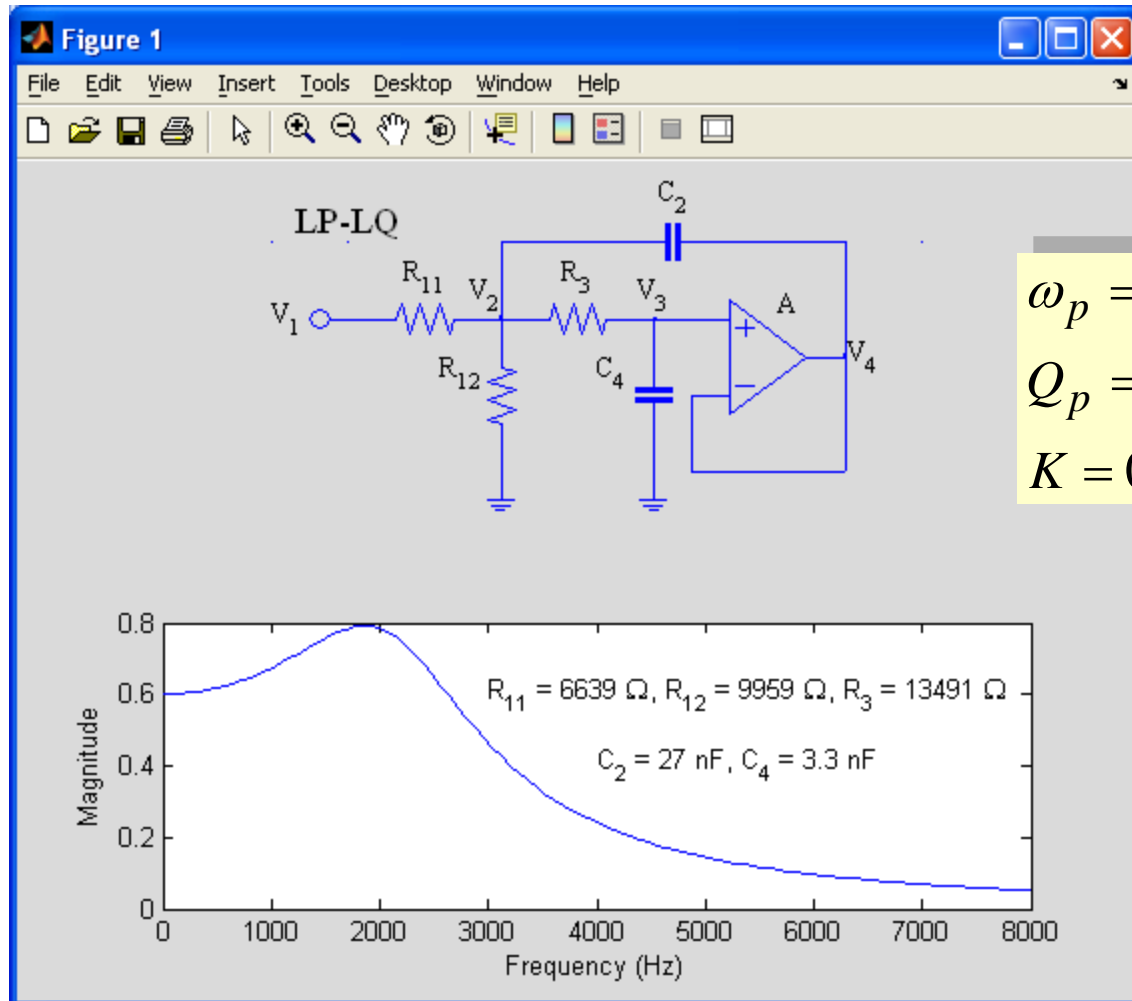 Figure 1
File Edit View Insert Tools Desktop Window Help
LP-LQ
C₂
R₁₁
V₂
R₃
V₃
A
V₁
+
R₁₂
C₄
−
V₄
ωₚ =
Qₚ =
K =
0.8
0.6
0.4
0.2
0
Magnitude
R₁₁ = 6639 Ω, R₁₂ = 9959 Ω, R₃ = 13491 Ω
C₂ = 27 nF, C₄ = 3.3 nF
0 1000 2000 3000 4000 5000 6000 7000 8000
Frequency (Hz)